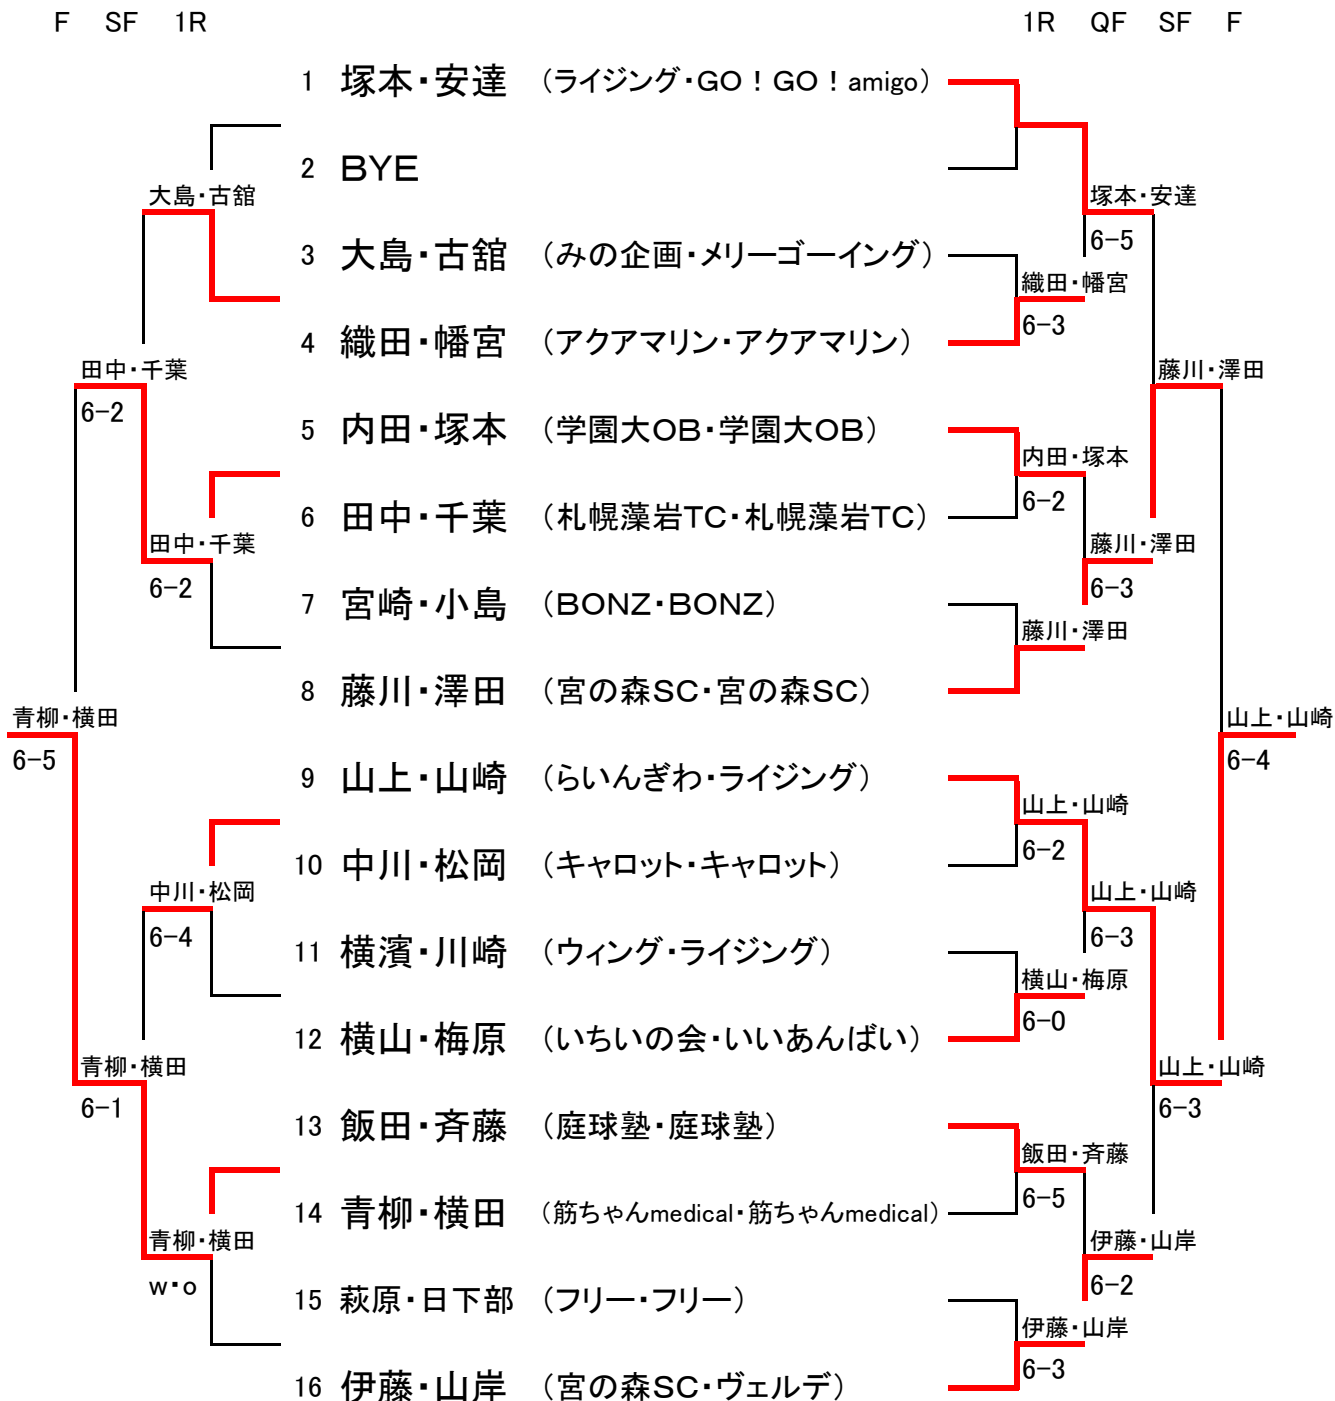 F SF 1R 1R QF SF F
1 塚本・安達 （ライジング・GO！GO！amigo）
2 ＢＹＥ
大島・古舘 塚本・安達
6-5
3 大島・古舘 （みの企画・メリーゴーイング）
織田・幡宮
6-3
4 織田・幡宮 （アクアマリン・アクアマリン）
田中・千葉 藤川・澤田
6-2
5 内田・塚本 （学園大OB・学園大OB）
内田・塚本
6-2
6 田中・千葉 （札幌藻岩TC・札幌藻岩TC）
田中・千葉 藤川・澤田
6-2 6-3
7 宮崎・小島 （BONZ・BONZ）
藤川・澤田
8 藤川・澤田 （宮の森SC・宮の森SC）
青柳・横田 山上・山崎
6-5 6-4
9 山上・山崎 （らいんぎわ・ライジング）
山上・山崎
6-2
10 中川・松岡 （キャロット・キャロット）
中川・松岡 山上・山崎
6-4 6-3
11 横濱・川崎 （ウィング・ライジング）
横山・梅原
6-0
12 横山・梅原 （いちいの会・いいあんばい）
青柳・横田 山上・山崎
6-1 6-3
13 飯田・斉藤 （庭球塾・庭球塾）
飯田・斉藤
6-5
14 青柳・横田 （筋ちゃんmedical・筋ちゃんmedical）
青柳・横田 伊藤・山岸
w・o 6-2
15 萩原・日下部 （フリー・フリー）
伊藤・山岸
6-3
16 伊藤・山岸 （宮の森SC・ヴェルデ）